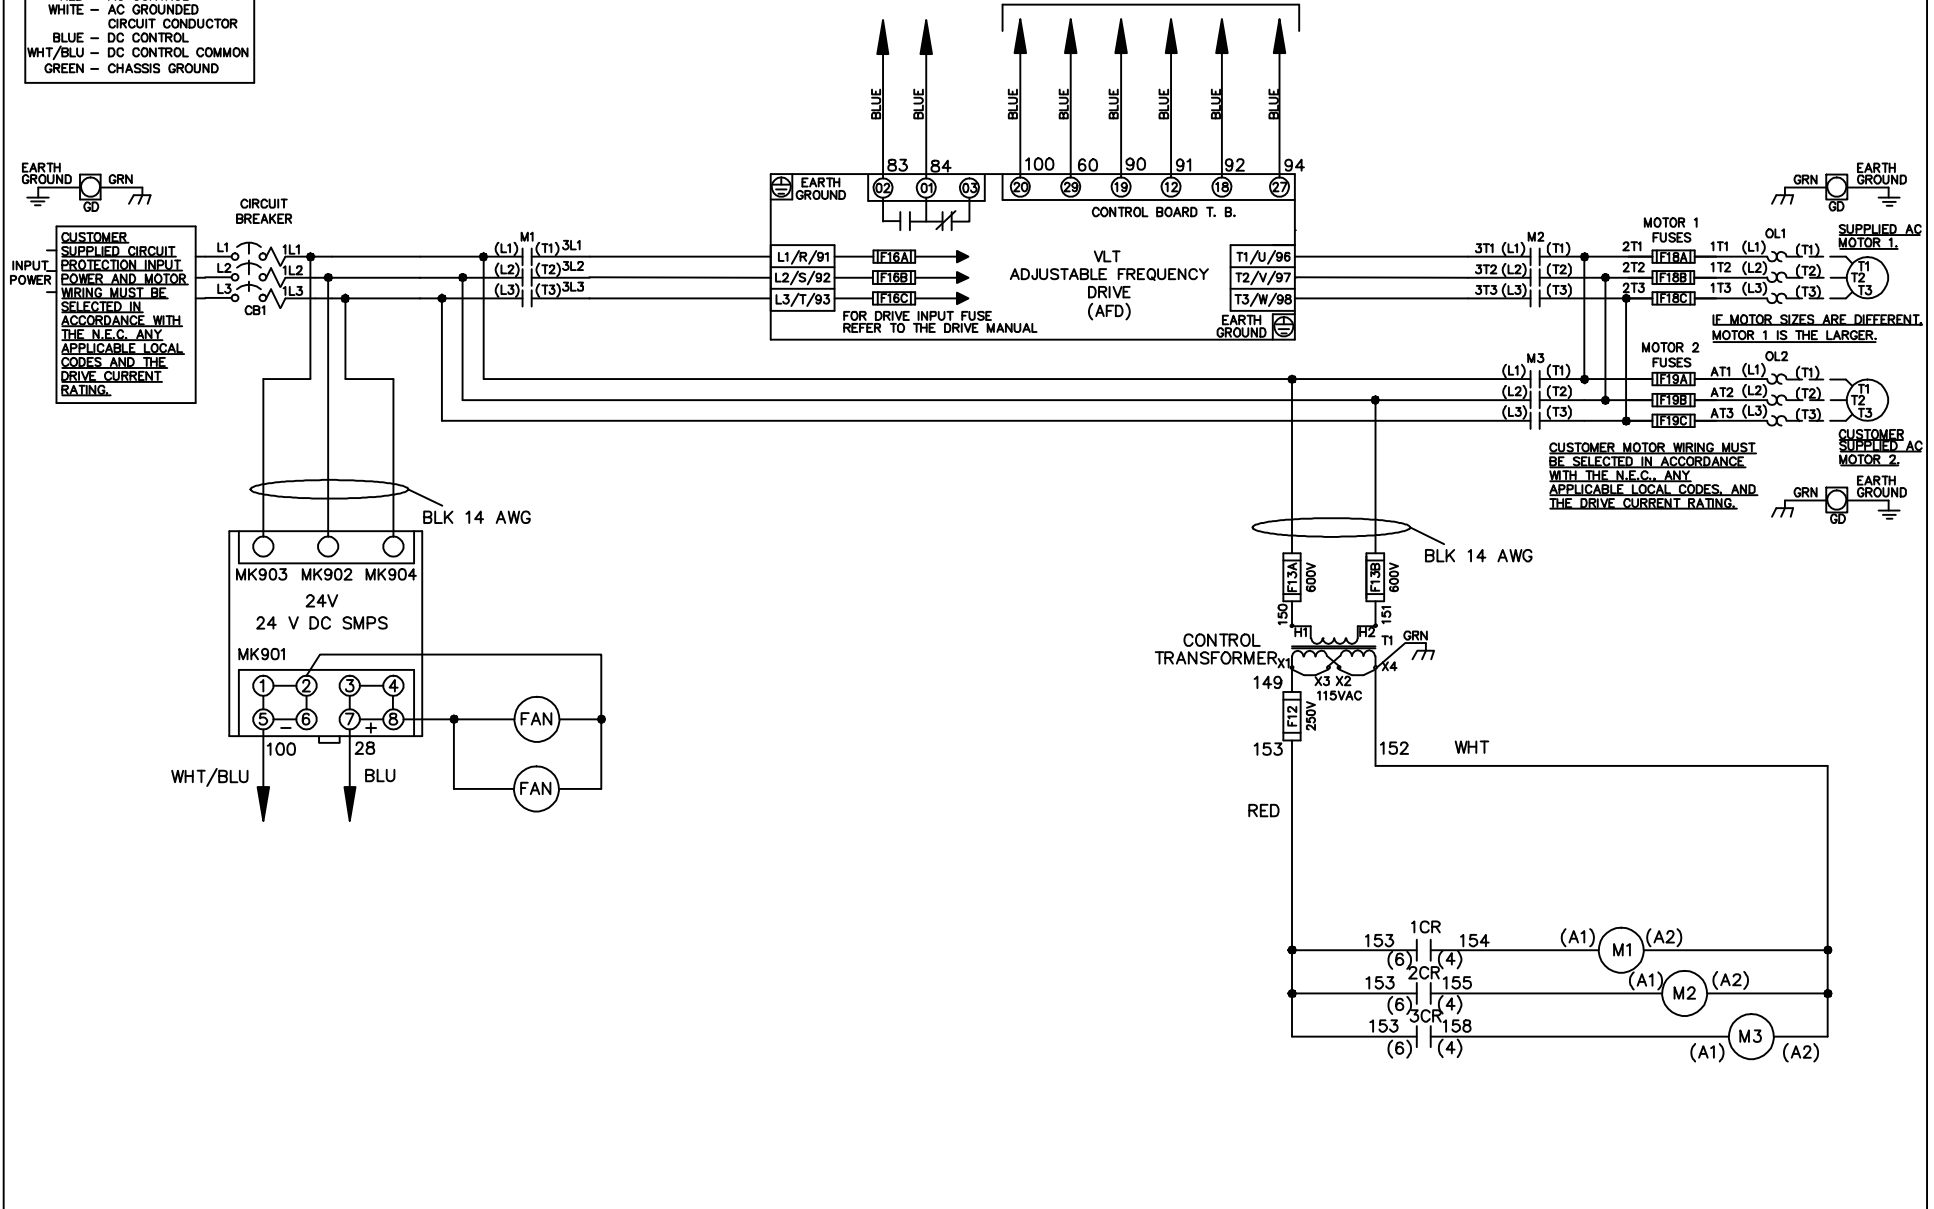 WHITE – AC GROUNDED
CIRCUIT CONDUCTOR
BLUE – DC CONTROL
WHT/BLU – DC CONTROL COMMON
GREEN – CHASSIS GROUND
BLUE BLUE BLUE BLUE BLUE BLUE BLUE BLUE
83 84 100 60 90 91 92 94
EARTH
GROUND
02 01 03 20 29 19 12 18 27
CONTROL BOARD T. B.
EARTH
GROUND
GRN
GD
CIRCUIT
BREAKER
INPUT
POWER
CUSTOMER
SUPPLIED CIRCUIT
PROTECTION INPUT
POWER AND MOTOR
WIRING MUST BE
SELECTED IN
ACCORDANCE WITH
THE N.E.C. ANY
APPLICABLE LOCAL
CODES AND THE
DRIVE CURRENT
RATING.
L1 1L1
L2 1L2
L3 1L3
CB1
M1
(L1) (T1) 3L1
(L2) (T2) 3L2
(L3) (T3) 3L3
L1/R/91 F16A
L2/S/92 F16B
L3/T/93 F16C
FOR DRIVE INPUT FUSE
REFER TO THE DRIVE MANUAL
VLT
ADJUSTABLE FREQUENCY
DRIVE
(AFD)
T1/U/96
T2/V/97
T3/W/98
EARTH
GROUND
M2
3T1 (L1) (T1)
3T2 (L2) (T2)
3T3 (L3) (T3)
MOTOR 1
FUSES
2T1 F18A 1T1 (L1)
2T2 F18B 1T2 (L2)
2T3 F18C 1T3 (L3)
OL1
(T1)
(T2)
(T3)
T1
T2
T3
GRN
GD
EARTH
GROUND
SUPPLIED AC
MOTOR 1.
IF MOTOR SIZES ARE DIFFERENT,
MOTOR 1 IS THE LARGER.
M3
(L1) (T1)
(L2) (T2)
(L3) (T3)
MOTOR 2
FUSES
F19A AT1 (L1)
F19B AT2 (L2)
F19C AT3 (L3)
OL2
(T1)
(T2)
(T3)
T1
T2
T3
CUSTOMER
SUPPLIED AC
MOTOR 2.
CUSTOMER MOTOR WIRING MUST
BE SELECTED IN ACCORDANCE
WITH THE N.E.C., ANY
APPLICABLE LOCAL CODES, AND
THE DRIVE CURRENT RATING.
GRN
GD
EARTH
GROUND
BLK 14 AWG
MK903 MK902 MK904
24V
24 V DC SMPS
MK901
1 2 3 4
5 – 6 7 + 8
100 28
WHT/BLU BLU
FAN
FAN
BLK 14 AWG
F13A 600V F13B 600V
150 151
H1 H2 T1
GRN
CONTROL
TRANSFORMER
X1 X3 X2 X4
115VAC
149
F12 250V
153
152 WHT
RED
1CR
153 154 (A1) M1 (A2)
(6) (4)
2CR
153 155 (A1) M2 (A2)
(6) (4)
3CR
153 158 M3
(6) (4) (A1) (A2)